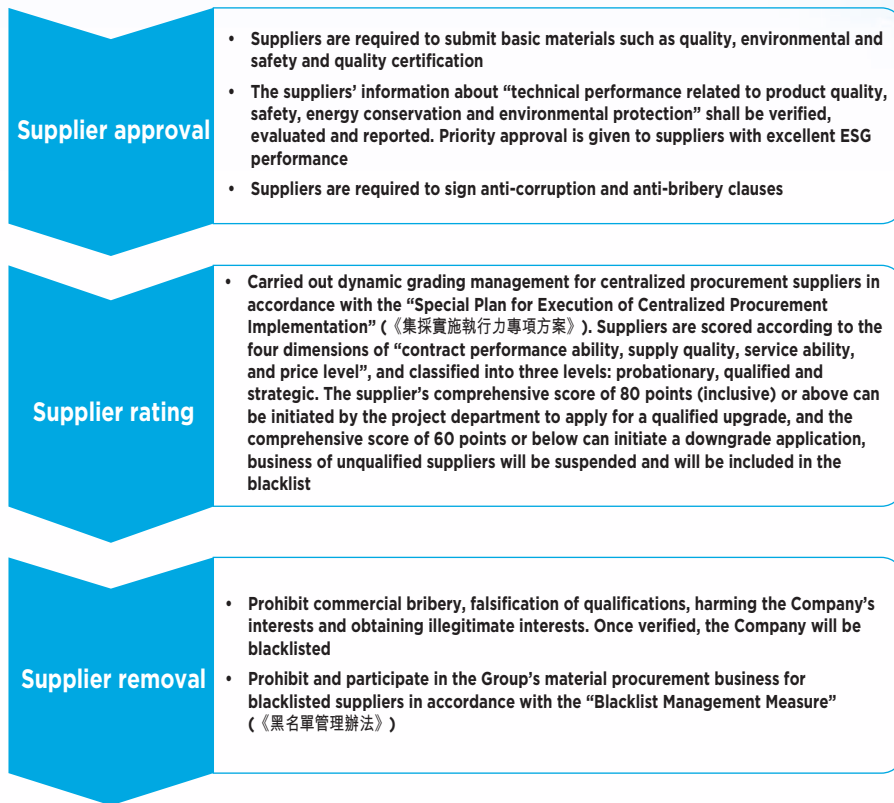 Supplier approval
• Suppliers are required to submit basic materials such as quality, environmental and
safety and quality certification
• The suppliers' information about “technical performance related to product quality,
safety, energy conservation and environmental protection” shall be verified,
evaluated and reported. Priority approval is given to suppliers with excellent ESG
performance
• Suppliers are required to sign anti-corruption and anti-bribery clauses
Supplier rating
• Carried out dynamic grading management for centralized procurement suppliers in
accordance with the “Special Plan for Execution of Centralized Procurement
Implementation” (《集採實施執行力專項方案》). Suppliers are scored according to the
four dimensions of “contract performance ability, supply quality, service ability,
and price level”, and classified into three levels: probationary, qualified and
strategic. The supplier's comprehensive score of 80 points (inclusive) or above can
be initiated by the project department to apply for a qualified upgrade, and the
comprehensive score of 60 points or below can initiate a downgrade application,
business of unqualified suppliers will be suspended and will be included in the
blacklist
Supplier removal
• Prohibit commercial bribery, falsification of qualifications, harming the Company's
interests and obtaining illegitimate interests. Once verified, the Company will be
blacklisted
• Prohibit and participate in the Group's material procurement business for
blacklisted suppliers in accordance with the “Blacklist Management Measure”
(《黑名單管理辦法》)